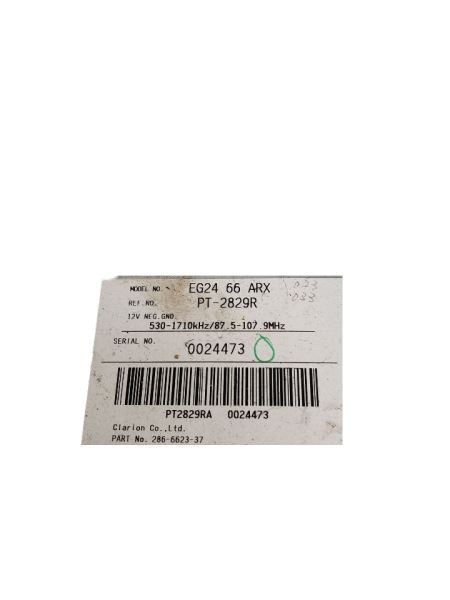 MODEL NO. EG24 66 ARX
REF.NO. PT-2829R
12V NEG.GND.
530-1710kHz/87.5-107.9MHz
SERIAL NO. 0024473
PT2829RA 0024473
Clarion Co.,Ltd.
PART No. 286-6623-37